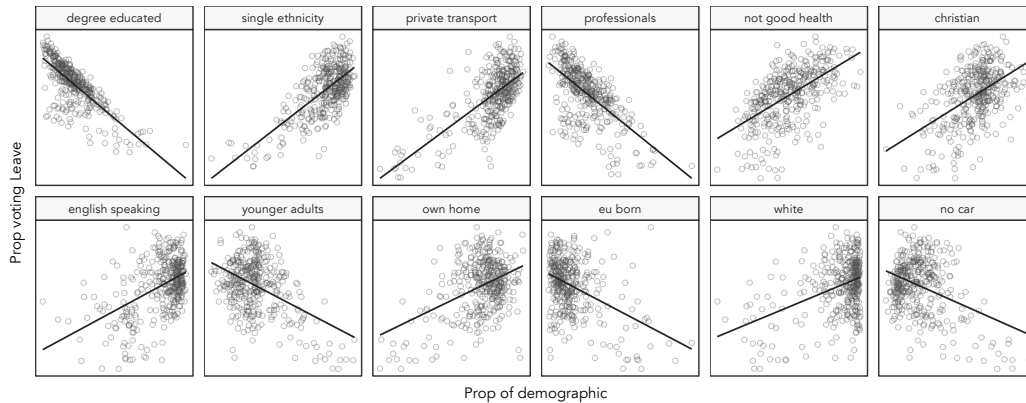 degree educated
single ethnicity
private transport
professionals
not good health
christian
english speaking
younger adults
own home
eu born
white
no car
Prop voting Leave
Prop of demographic